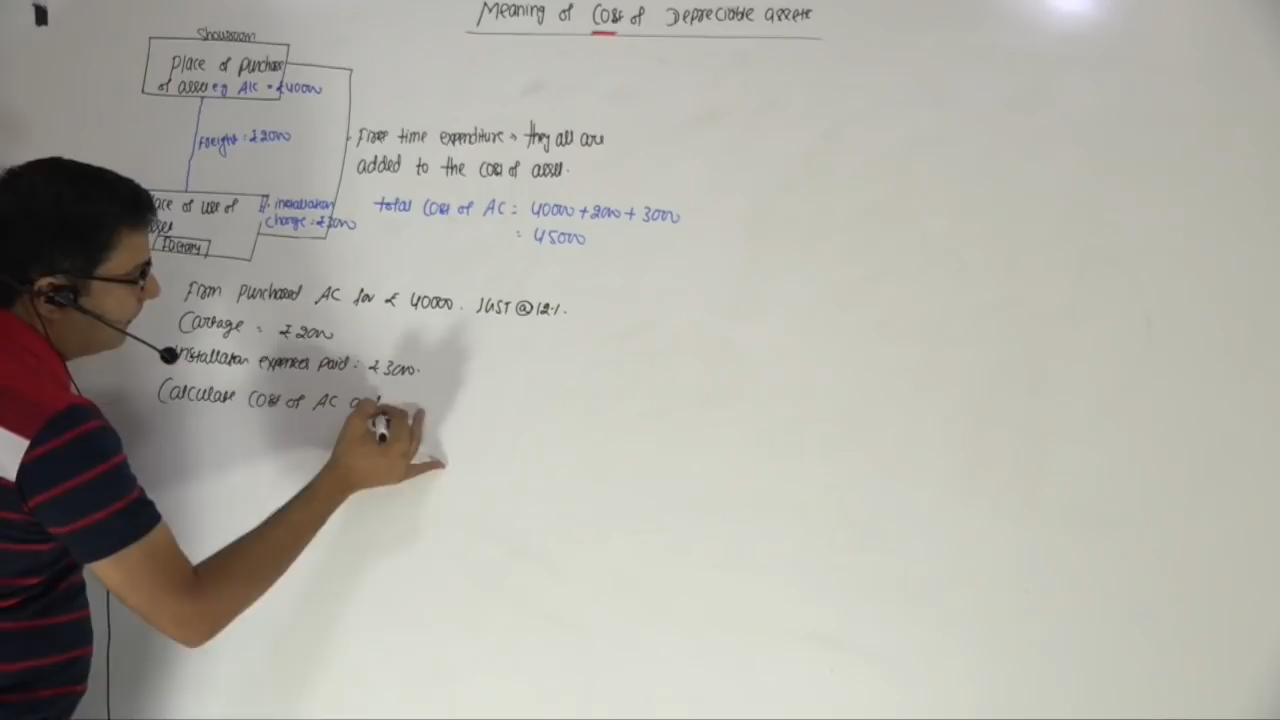 Meaning of Cost of Depreciable assets
Showroom
Place of purchase
of asset eg A/c = ₹40000
Freight : ₹2000
Place of use of
asset
Factory
installation
charge : ₹3000
First time expenditure → they all are
added to the cost of asset.
total cost of AC = 40000 + 2000 + 3000
= 45000
Firm purchased AC for ₹ 40000. IGST @ 12%.
Cartage = ₹2000
Installation expenses paid = ₹3000.
Calculate cost of AC